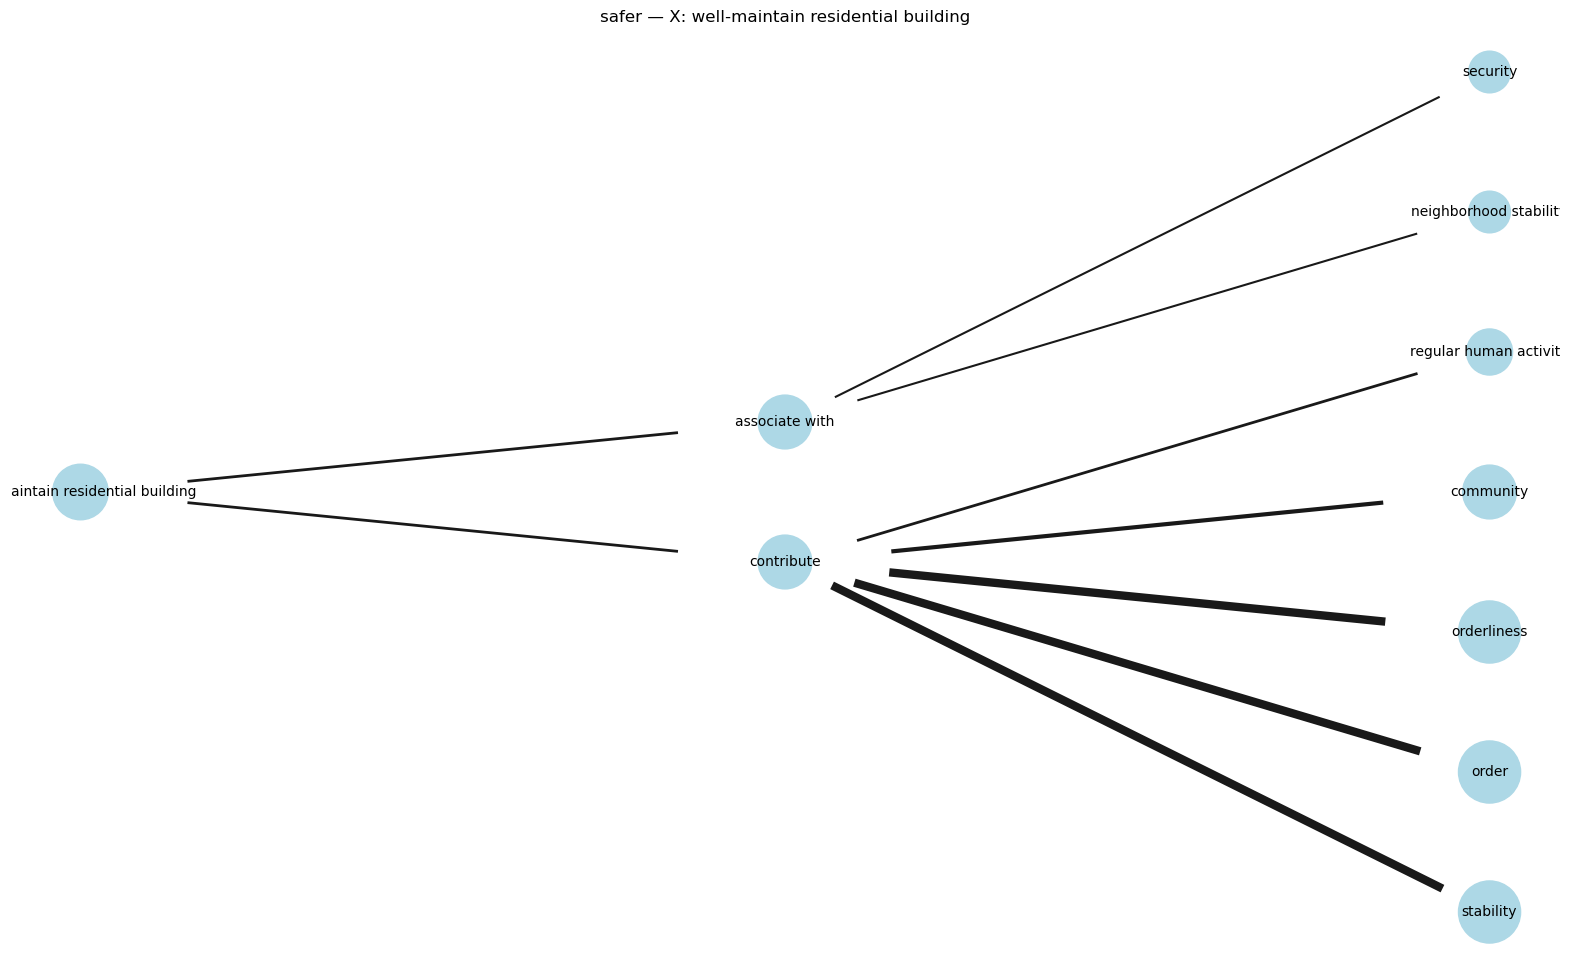 safer — X: well-maintain residential building
security
neighborhood stabilit
regular human activit
associate with
aintain residential building
community
contribute
orderliness
order
stability